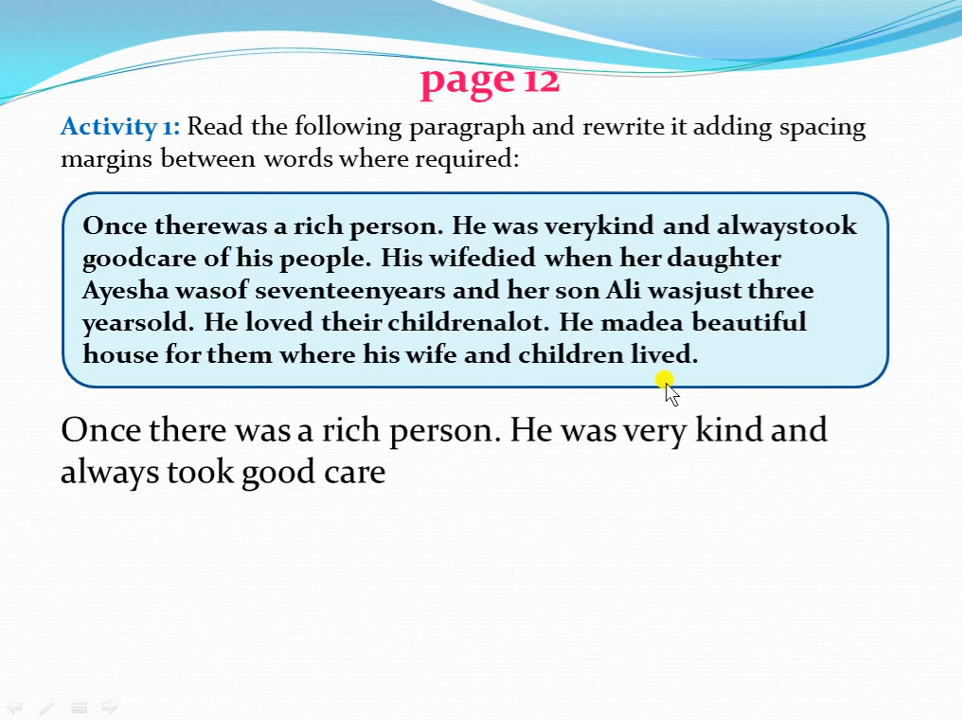 page 12
Activity 1: Read the following paragraph and rewrite it adding spacing
margins between words where required:
Once therewas a rich person. He was verykind and alwaystook
goodcare of his people. His wifedied when her daughter
Ayesha wasof seventeenyears and her son Ali wasjust three
yearsold. He loved their childrenalot. He madea beautiful
house for them where his wife and children lived.
Once there was a rich person. He was very kind and
always took good care